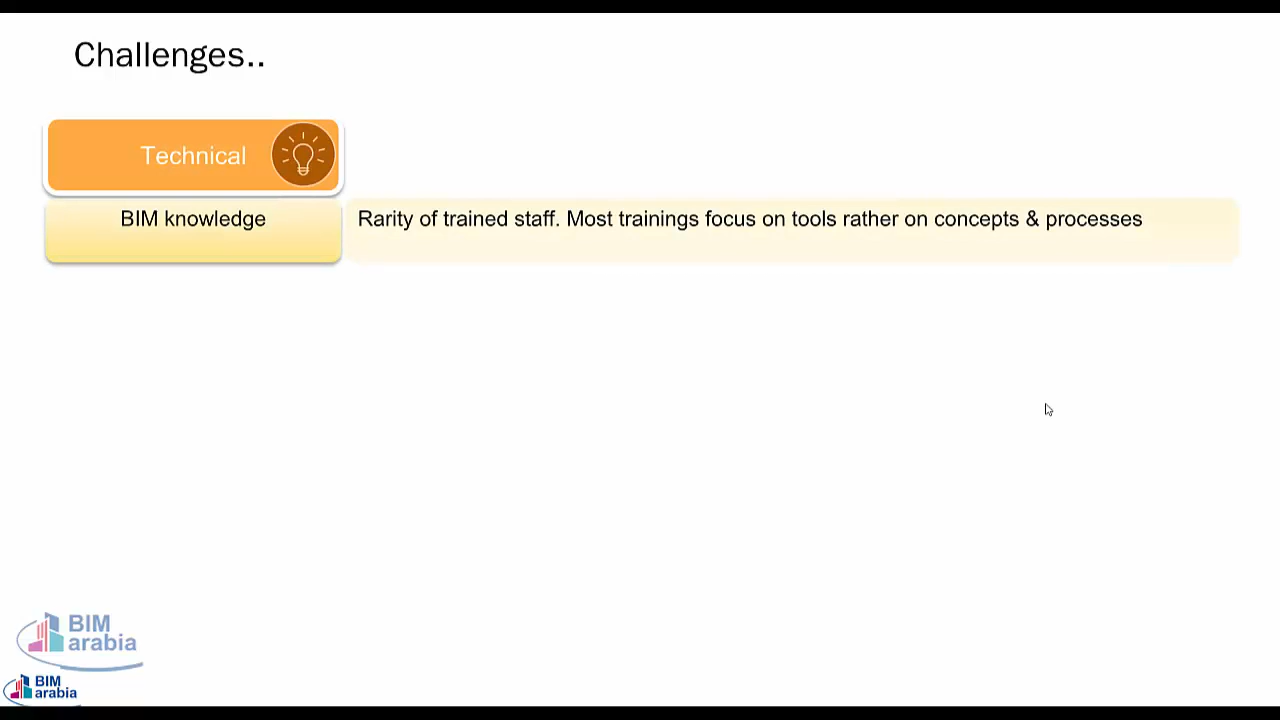 Challenges..
Technical
BIM knowledge
Rarity of trained staff. Most trainings focus on tools rather on concepts & processes
BIM
arabia
BIM
arabia